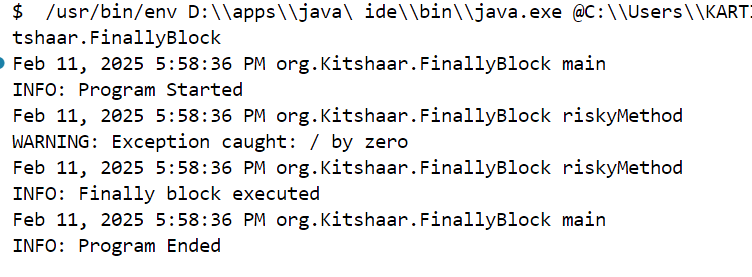 $  /usr/bin/env D:\\apps\\java\ ide\\bin\\java.exe @C:\\Users\\KARTI
tshaar.FinallyBlock
Feb 11, 2025 5:58:36 PM org.Kitshaar.FinallyBlock main
INFO: Program Started
Feb 11, 2025 5:58:36 PM org.Kitshaar.FinallyBlock riskyMethod
WARNING: Exception caught: / by zero
Feb 11, 2025 5:58:36 PM org.Kitshaar.FinallyBlock riskyMethod
INFO: Finally block executed
Feb 11, 2025 5:58:36 PM org.Kitshaar.FinallyBlock main
INFO: Program Ended